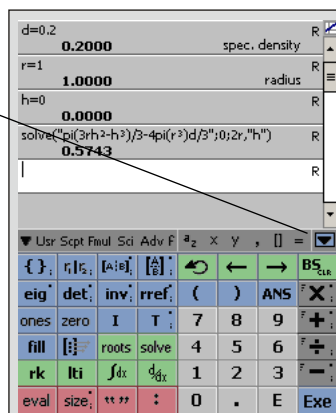 d=0.2 R
0.2000 spec. density
r=1 R
1.0000 radius
h=0 R
0.0000
solve("pi(3rh²-h³)/3-4pi(r³)d/3";0;2r,"h") R
0.5743
R
▼ Usr Scpt Fmul Sci Adv F a₂ x y , [] = ▼
{ }; r₁|r₂; [A|B]; [A/B]; ↶ ← → BS CLR
eig det; inv; rref; ( ) ANS ×;
ones zero I T; 7 8 9 +;
fill [⁝] roots solve 4 5 6 ÷;
rk lti ∫dx d/dx 1 2 3 −;
eval size; "" : 0 . E Exe